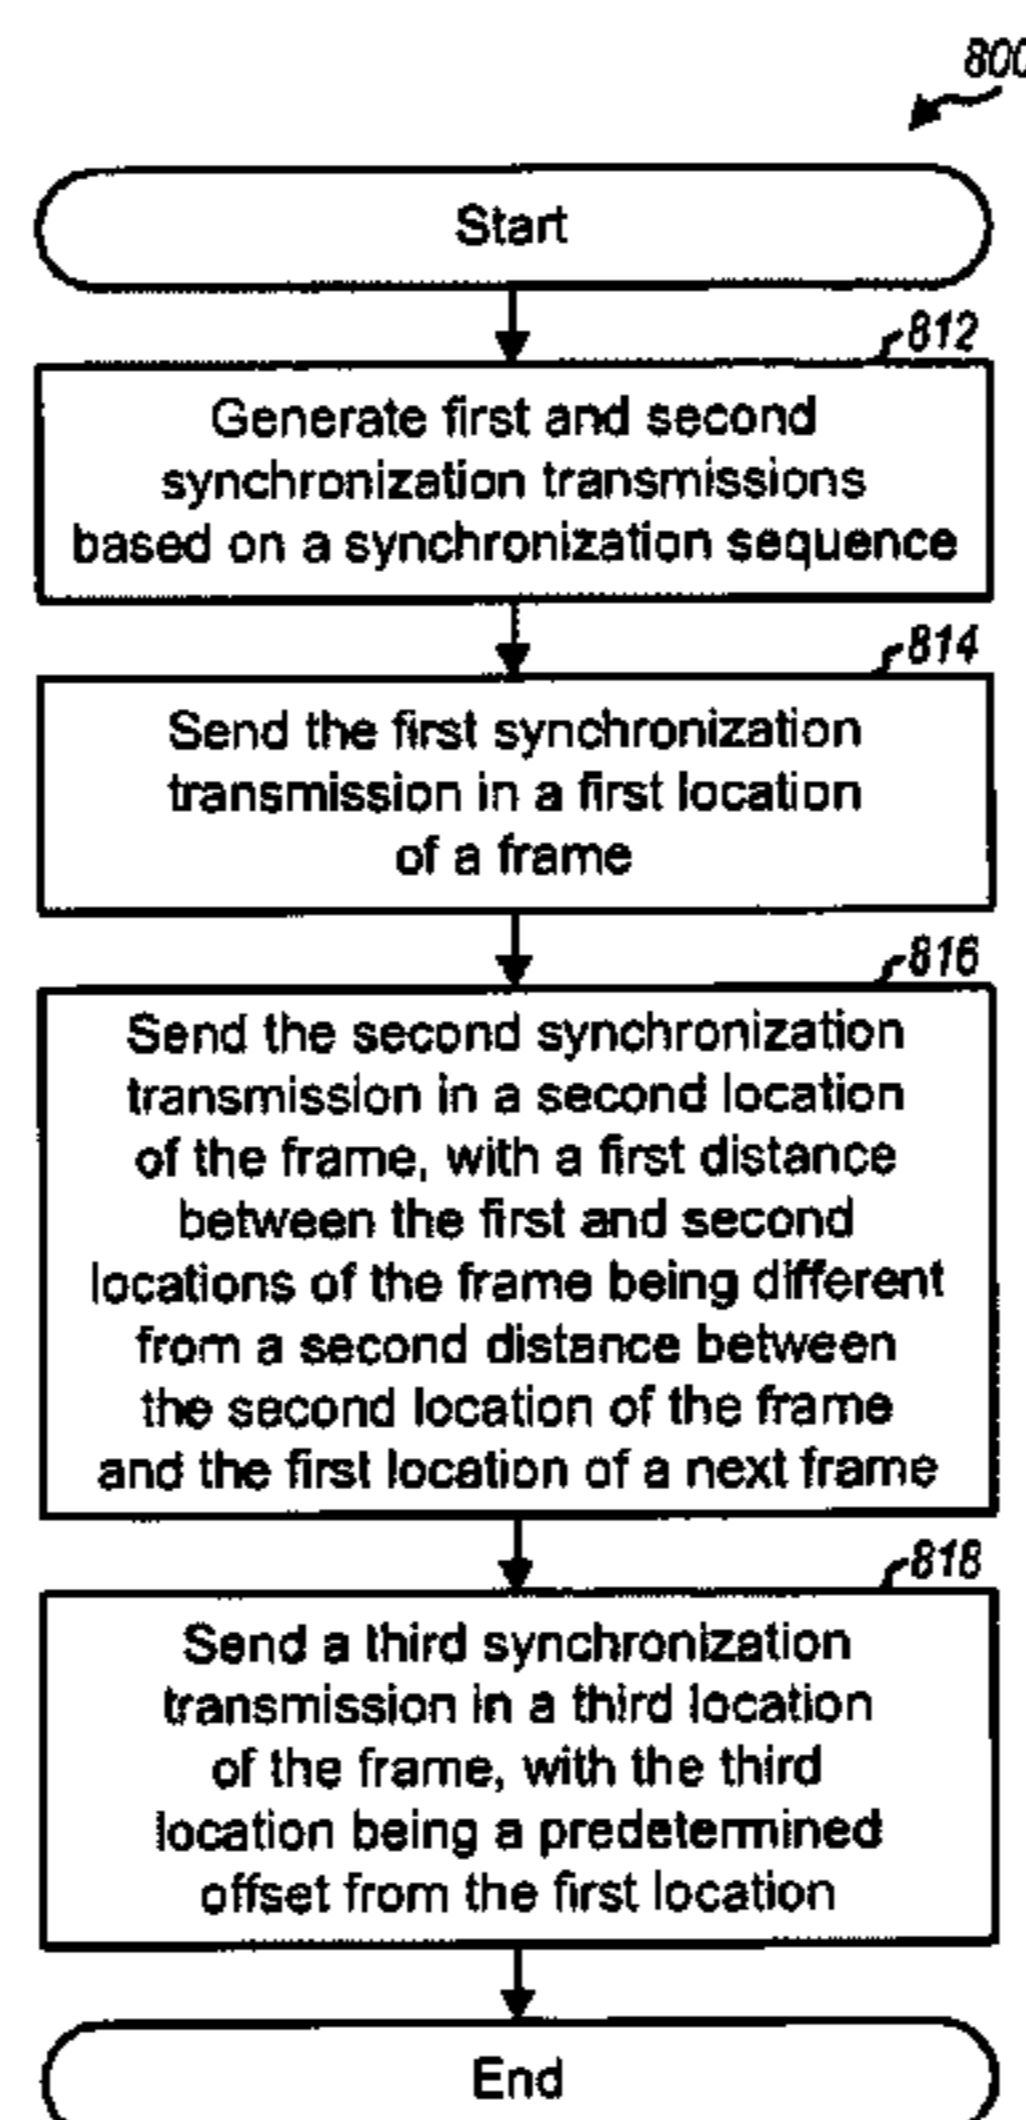 800
Start
812
Generate first and second
synchronization transmissions
based on a synchronization sequence
814
Send the first synchronization
transmission in a first location
of a frame
816
Send the second synchronization
transmission in a second location
of the frame, with a first distance
between the first and second
locations of the frame being different
from a second distance between
the second location of the frame
and the first location of a next frame
818
Send a third synchronization
transmission in a third location
of the frame, with the third
location being a predetermined
offset from the first location
End